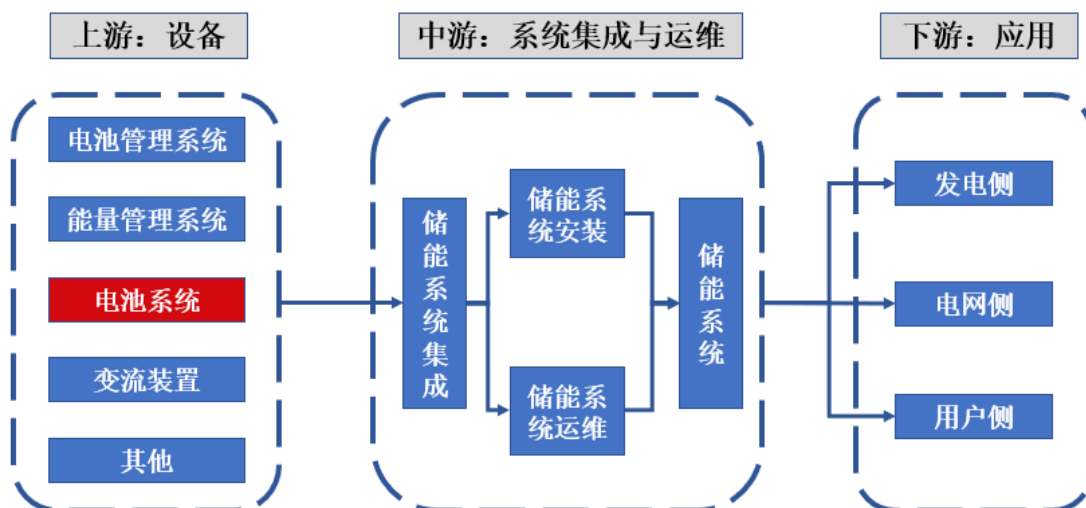 上游：设备
中游：系统集成与运维
下游：应用
电池管理系统
能量管理系统
电池系统
变流装置
其他
储
能
系
统
集
成
储能系
统安装
储能系
统运维
储
能
系
统
发电侧
电网侧
用户侧